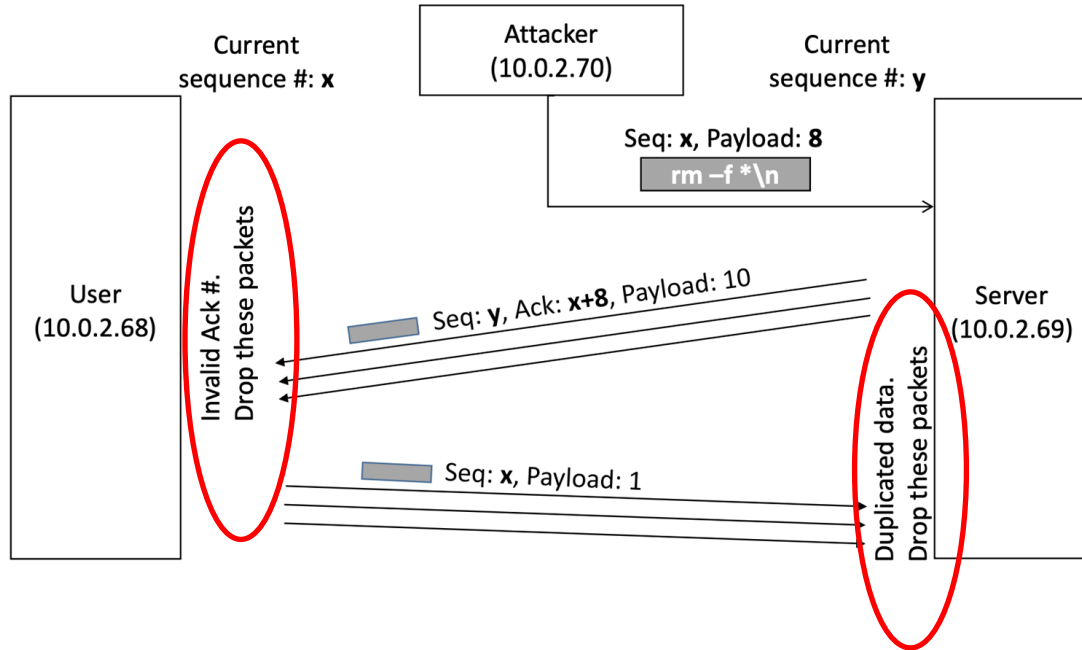 Current
sequence #: x
Attacker
(10.0.2.70)
Current
sequence #: y
Seq: x, Payload: 8
rm –f *\n
User
(10.0.2.68)
Invalid Ack #.
Drop these packets
Seq: y, Ack: x+8, Payload: 10
Server
(10.0.2.69)
Seq: x, Payload: 1
Duplicated data.
Drop these packets